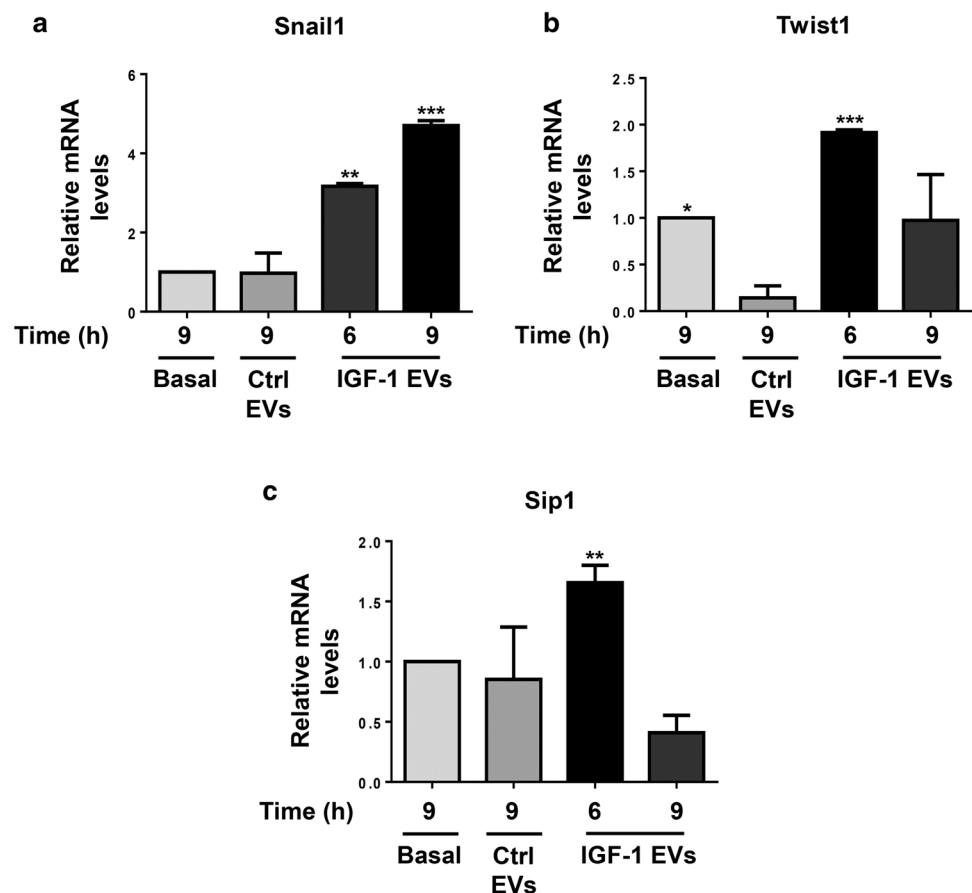 a
Snail1
Relative mRNA
levels
6
4
2
0
**
***
Time (h)
9
9
6
9
Basal
Ctrl
EVs
IGF-1 EVs
b
Twist1
Relative mRNA
levels
2.5
2.0
1.5
1.0
0.5
0.0
*
***
Time (h)
9
9
6
9
Basal
Ctrl
EVs
IGF-1 EVs
c
Sip1
Relative mRNA
levels
2.0
1.5
1.0
0.5
0.0
**
Time (h)
9
9
6
9
Basal
Ctrl
EVs
IGF-1 EVs